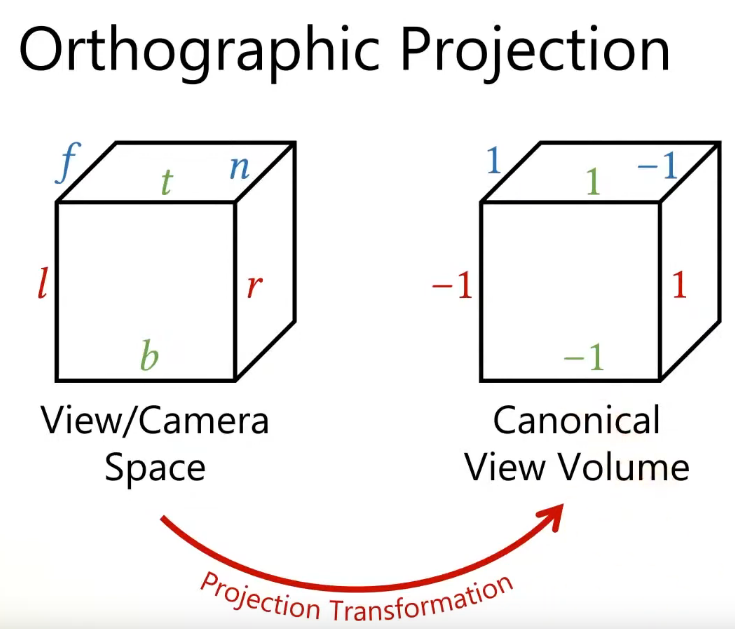 Orthographic Projection
f
t
n
l
r
b
1
1
−1
−1
1
−1
View/Camera
Space
Canonical
View Volume
Projection Transformation